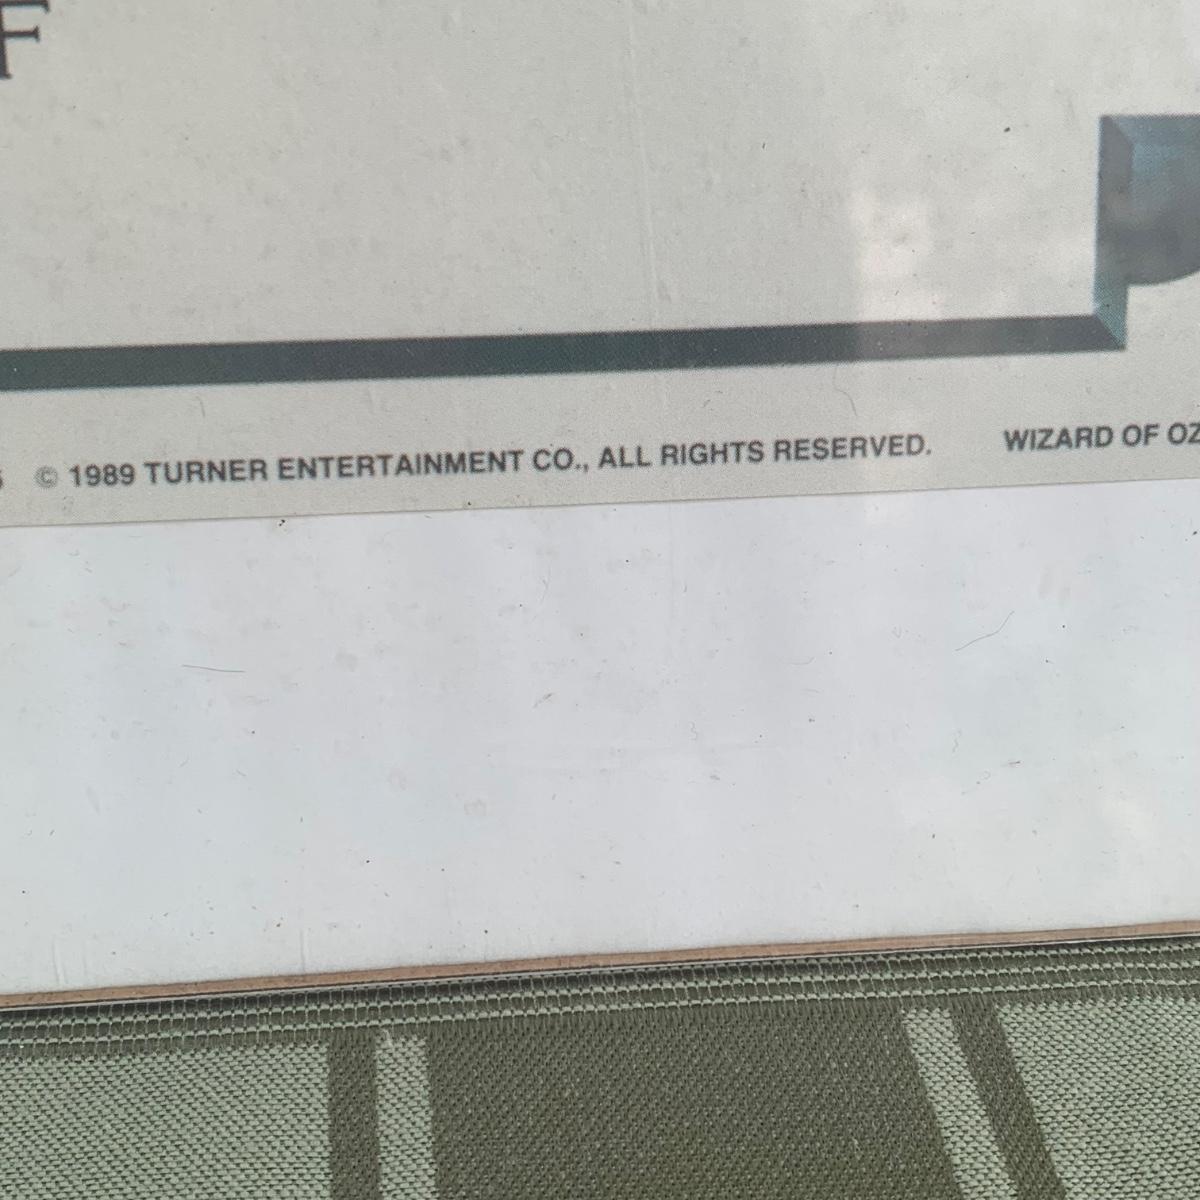 F
© 1989 TURNER ENTERTAINMENT CO., ALL RIGHTS RESERVED. WIZARD OF OZ